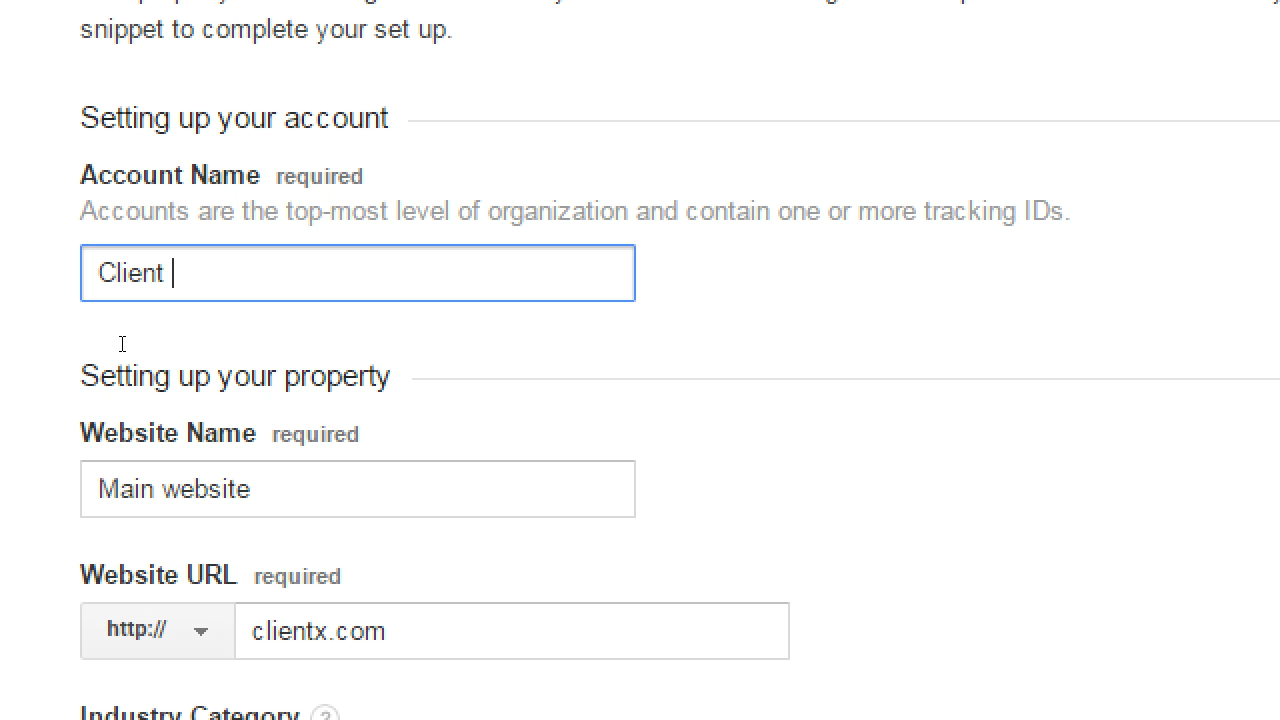 snippet to complete your set up.
Setting up your account
Account Name required
Accounts are the top-most level of organization and contain one or more tracking IDs.
Client
Setting up your property
Website Name required
Main website
Website URL required
http:// clientx.com
Industry Category ?